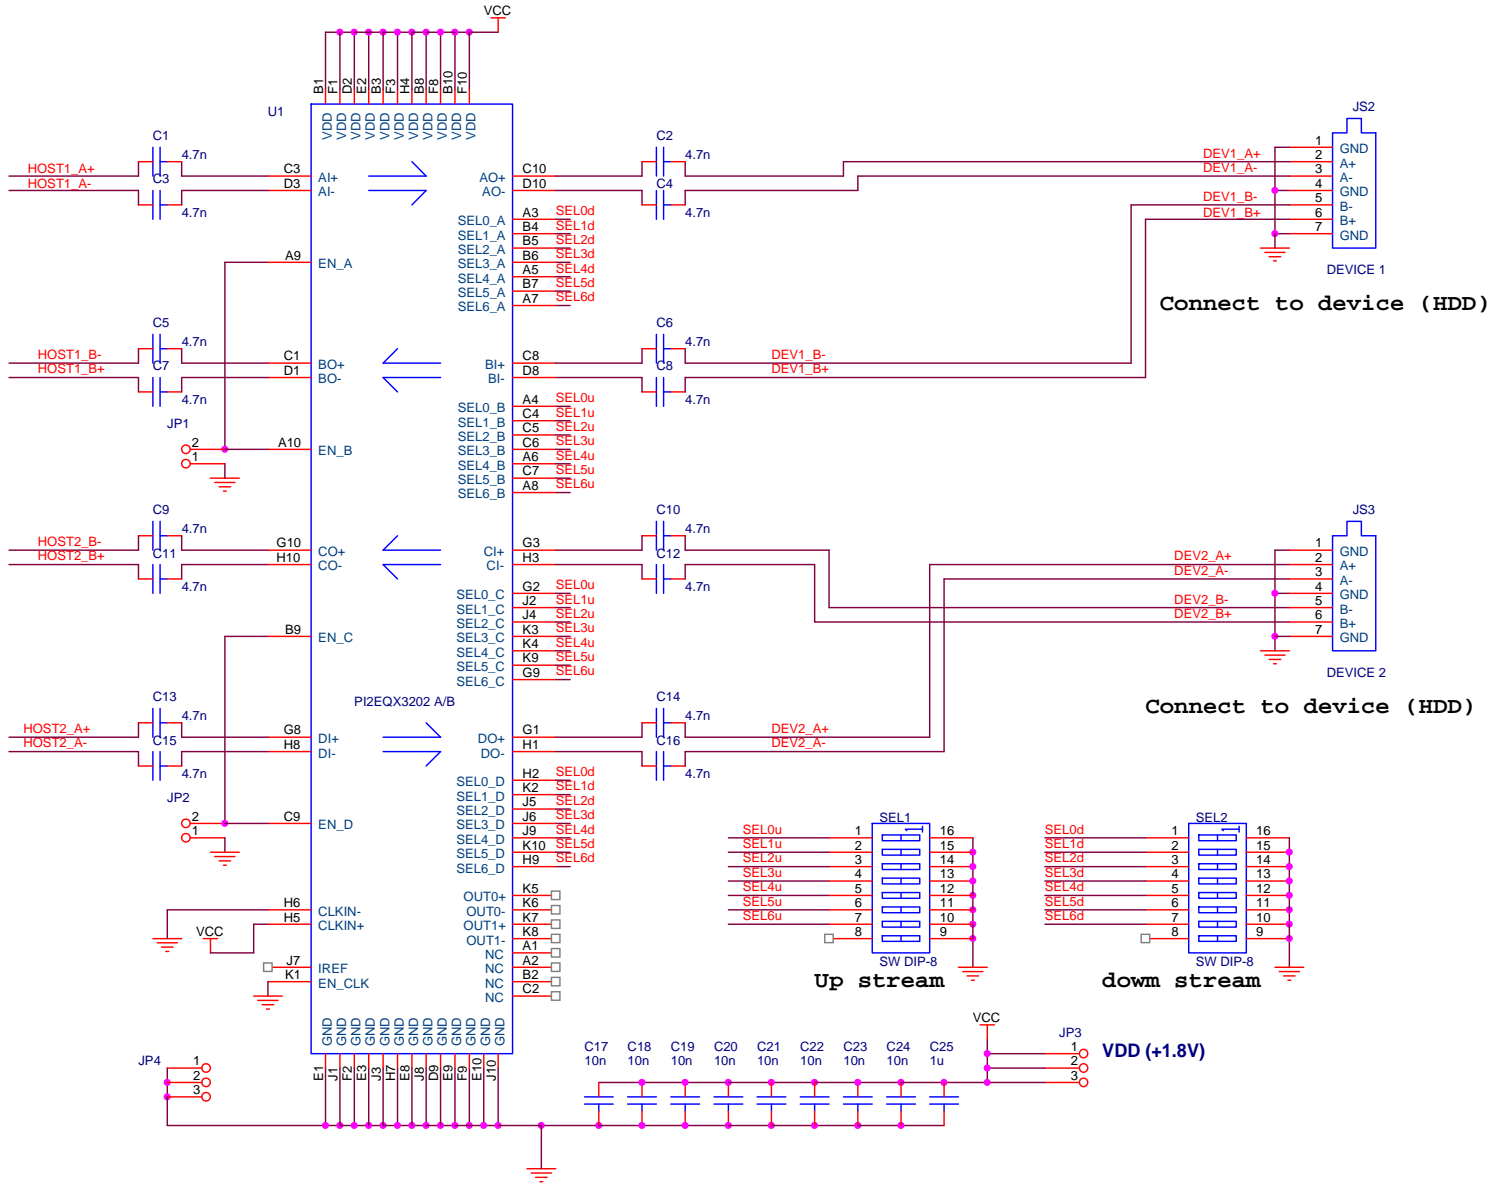 VCC
B1 F1 D2 E2 B3 F3 H4 B8 F8 B10 F10
U1
VDD VDD VDD VDD VDD VDD VDD VDD VDD VDD VDD
JS2
C1
4.7n
C2
4.7n
HOST1_A+
C3
C3
AI+
AO+
C10
HOST1_A-
D3
AI-
AO-
D10
C4
4.7n
4.7n
DEV1_A+
DEV1_A-
DEV1_B-
DEV1_B+
1 GND
2 A+
3 A-
4 GND
5 B-
6 B+
7 GND
DEVICE 1
Connect to device (HDD)
SEL0_A A3 SEL0d
SEL1_A B4 SEL1d
SEL2_A B5 SEL2d
SEL3_A B6 SEL3d
SEL4_A A5 SEL4d
SEL5_A B7 SEL5d
SEL6_A A7 SEL6d
A9 EN_A
C5
4.7n
C6
4.7n
HOST1_B-
C1 BO+
BI+ C8
DEV1_B-
HOST1_B+
C7
D1 BO-
BI- D8
C8
DEV1_B+
4.7n
4.7n
JP1
2
1
A10 EN_B
SEL0_B A4 SEL0u
SEL1_B C4 SEL1u
SEL2_B C5 SEL2u
SEL3_B C6 SEL3u
SEL4_B A6 SEL4u
SEL5_B C7 SEL5u
SEL6_B A8 SEL6u
C9
4.7n
C10
4.7n
HOST2_B-
G10 CO+
CI+ G3
HOST2_B+
C11
H10 CO-
CI- H3
C12
4.7n
4.7n
JS3
DEV2_A+
DEV2_A-
DEV2_B-
DEV2_B+
1 GND
2 A+
3 A-
4 GND
5 B-
6 B+
7 GND
DEVICE 2
Connect to device (HDD)
SEL0_C G2 SEL0u
SEL1_C J2 SEL1u
SEL2_C J4 SEL2u
SEL3_C K3 SEL3u
SEL4_C K4 SEL4u
SEL5_C K9 SEL5u
SEL6_C G9 SEL6u
B9 EN_C
PI2EQX3202 A/B
C13
4.7n
C14
4.7n
HOST2_A+
G8 DI+
DO+ G1
DEV2_A+
HOST2_A-
C15
H8 DI-
DO- H1
C16
DEV2_A-
4.7n
4.7n
JP2
2
1
C9 EN_D
SEL0_D H2 SEL0d
SEL1_D K2 SEL1d
SEL2_D J5 SEL2d
SEL3_D J6 SEL3d
SEL4_D J9 SEL4d
SEL5_D K10 SEL5d
SEL6_D H9 SEL6d
SEL1
SEL0u 1 16
SEL1u 2 15
SEL2u 3 14
SEL3u 4 13
SEL4u 5 12
SEL5u 6 11
SEL6u 7 10
8 9
SW DIP-8
Up stream
SEL2
SEL0d 1 16
SEL1d 2 15
SEL2d 3 14
SEL3d 4 13
SEL4d 5 12
SEL5d 6 11
SEL6d 7 10
8 9
SW DIP-8
dowm stream
H6 CLKIN-
H5 CLKIN+
VCC
J7 IREF
K1 EN_CLK
OUT0+ K5
OUT0- K6
OUT1+ K7
OUT1- K8
NC A1
NC A2
NC B2
NC C2
GND GND GND GND GND GND GND GND GND GND GND GND GND
E1 J1 F2 E3 J3 H7 E8 J8 D9 E9 F9 E10 J10
JP4
1
2
3
C17 C18 C19 C20 C21 C22 C23 C24 C25
10n 10n 10n 10n 10n 10n 10n 10n 1u
VCC
JP3
1
2
3
VDD (+1.8V)